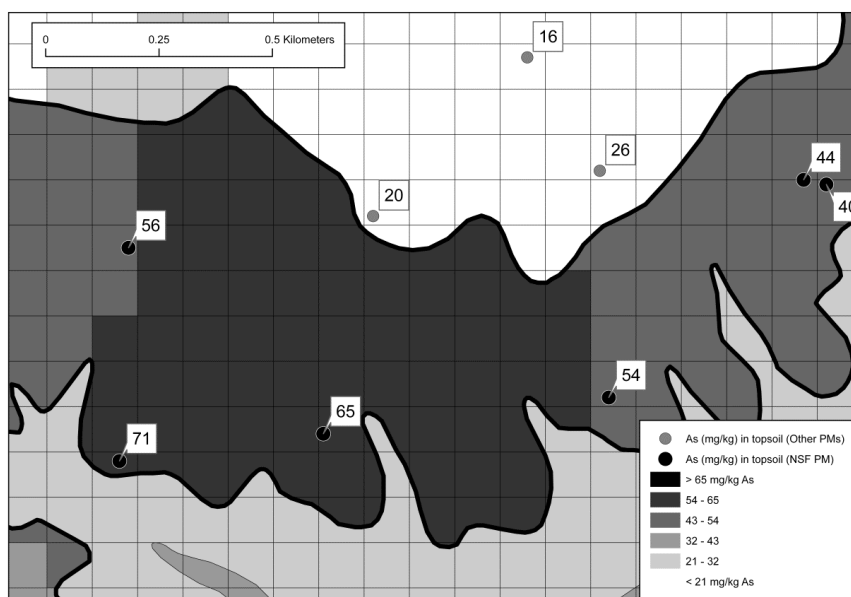 0 0.25 0.5 Kilometers
16
26
44
20
40
56
54
65
71
As (mg/kg) in topsoil (Other PMs)
As (mg/kg) in topsoil (NSF PM)
> 65 mg/kg As
54 - 65
43 - 54
32 - 43
21 - 32
< 21 mg/kg As